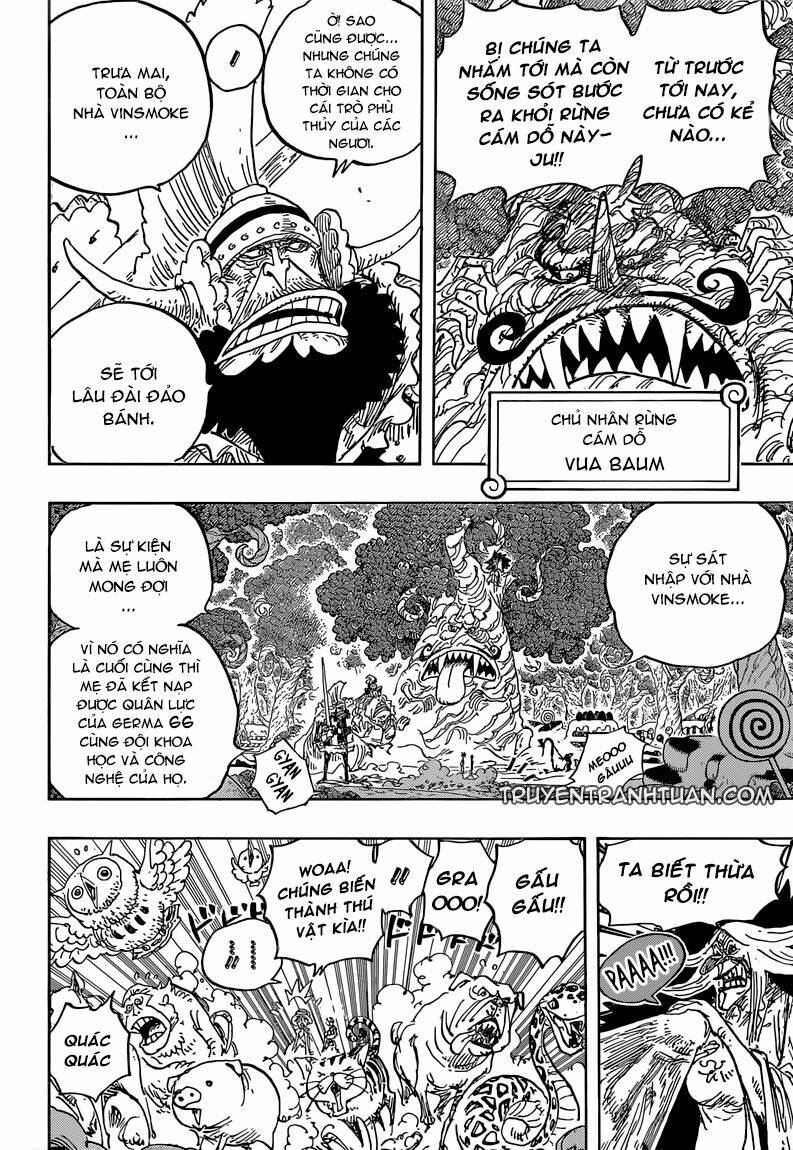 TỪ TRƯỚC
TỚI NAY,
CHƯA CÓ KẺ
NÀO...
BỊ CHÚNG TA
NHẮM TỚI MÀ CÒN
SỐNG SÓT BƯỚC
RA KHỎI RỪNG
CÁM DỖ NÀY-
JU!!
CHỦ NHÂN RỪNG
CÁM DỖ
VUA BAUM
Ờ! SAO
CŨNG ĐƯỢC...
NHƯNG CHÚNG
TA KHÔNG CÓ
THỜI GIAN CHO
CÁI TRÒ PHÙ
THỦY CỦA CÁC
NGƯƠI.
TRƯA MAI,
TOÀN BỘ
NHÀ VINSMOKE
...
SẼ TỚI
LÂU ĐÀI ĐẢO
BÁNH.
SỰ SÁT
NHẬP VỚI NHÀ
VINSMOKE...
LÀ SỰ KIỆN
MÀ MẸ LUÔN
MONG ĐỢI
...
VÌ NÓ CÓ NGHĨA
LÀ CUỐI CÙNG THÌ
MẸ ĐÃ KẾT NẠP
ĐƯỢC QUÂN LỰC
CỦA GERMA 66
CÙNG ĐỘI KHOA
HỌC VÀ CÔNG
NGHỆ CỦA HỌ.
GYAN
GYAN
MEOOO
GÂUUU
TRUYENTRANHTUAN.COM
TA BIẾT THỪA
RỒI!!
PAAAA!!!
GẤU
GẤU!
GRA
OOO!
!!
WOAA!
CHÚNG BIẾN
THÀNH THÚ
VẬT KÌA!!
QUÁC
QUÁC